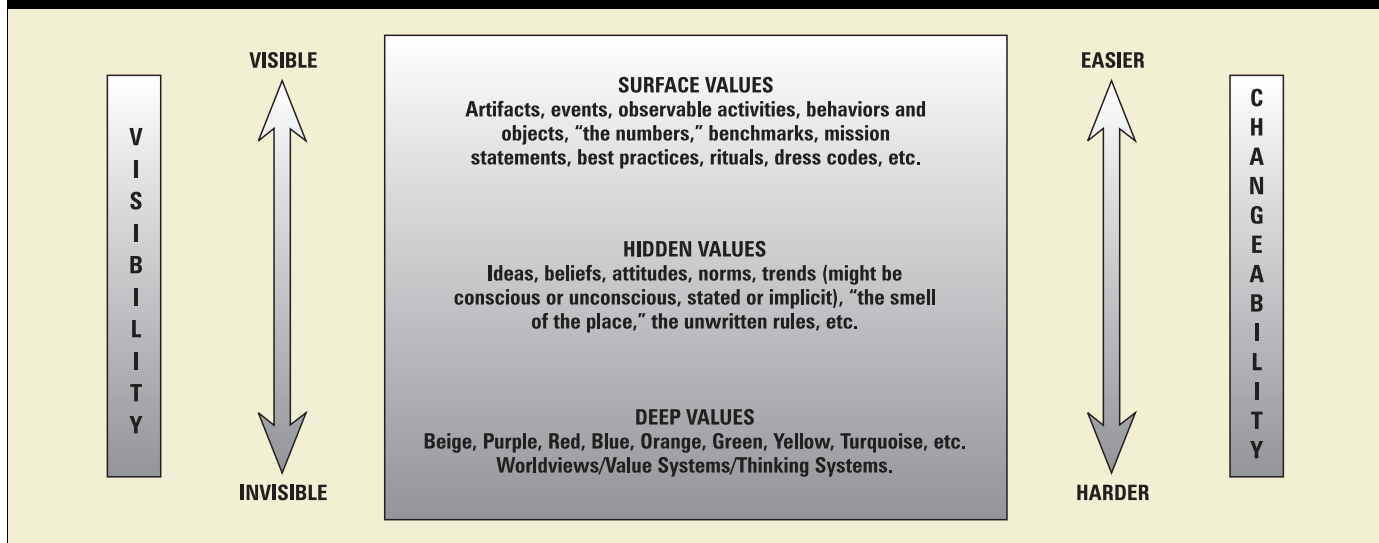 VISIBILITY
VISIBLE
INVISIBLE
SURFACE VALUES
Artifacts, events, observable activities, behaviors and
objects, “the numbers,” benchmarks, mission
statements, best practices, rituals, dress codes, etc.
HIDDEN VALUES
Ideas, beliefs, attitudes, norms, trends (might be
conscious or unconscious, stated or implicit), “the smell
of the place,” the unwritten rules, etc.
DEEP VALUES
Beige, Purple, Red, Blue, Orange, Green, Yellow, Turquoise, etc.
Worldviews/Value Systems/Thinking Systems.
EASIER
HARDER
CHANGEABILITY